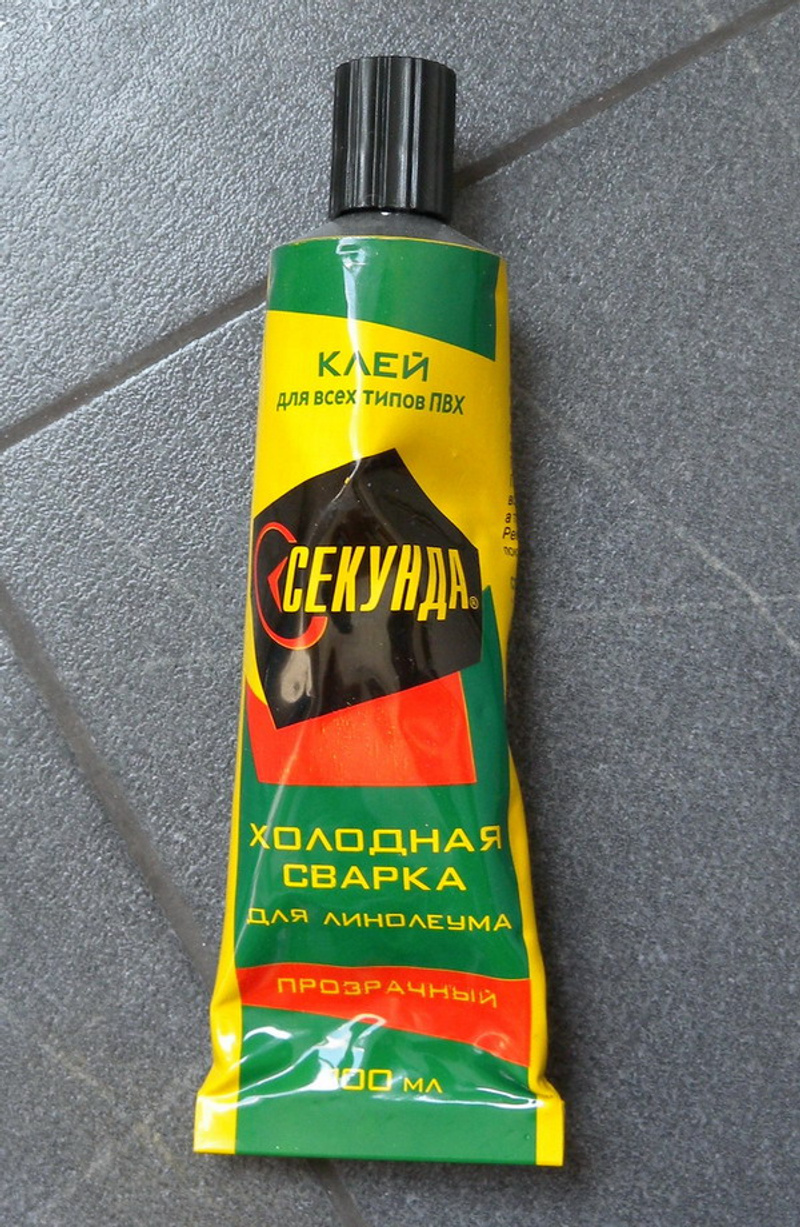 КЛЕЙ
для всех типов ПВХ
СЕКУНДА®
ХОЛОДНАЯ
СВАРКА
ДЛЯ ЛИНОЛЕУМА
ПРОЗРАЧНЫЙ
100 МЛ